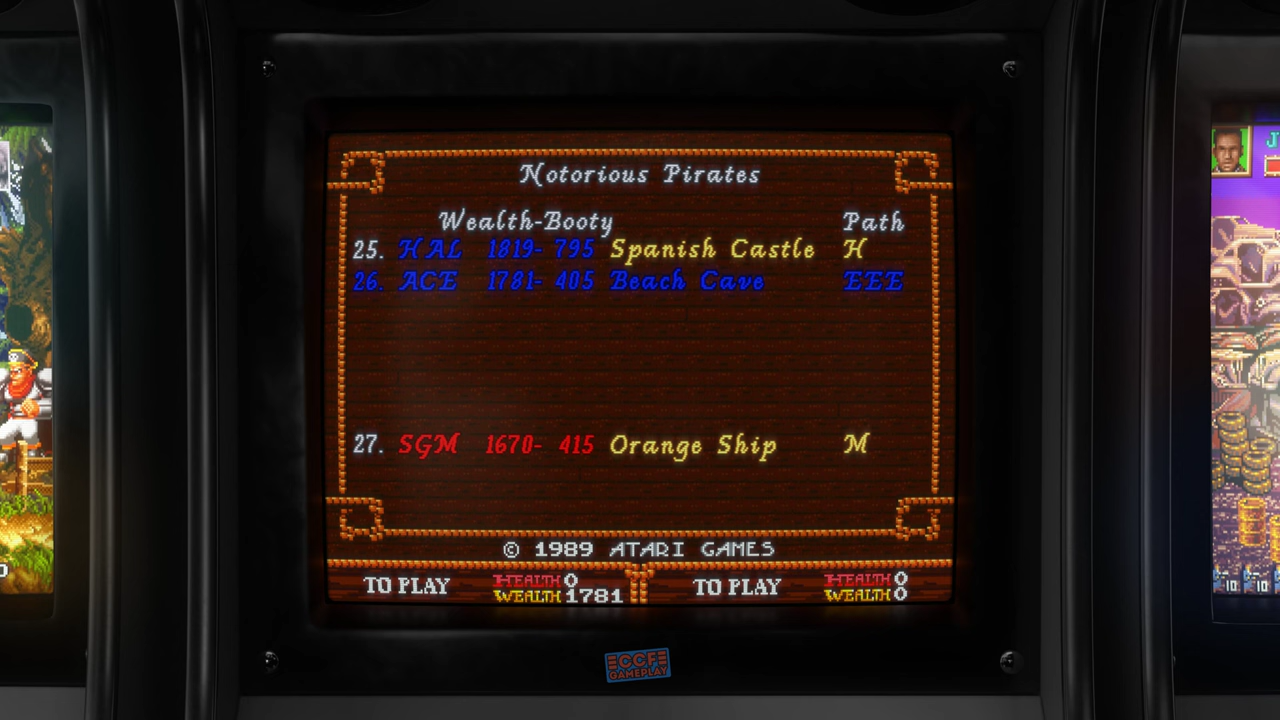 Notorious Pirates
Wealth-Booty Path
25. HAL 1819- 795 Spanish Castle H
26. ACE 1781- 405 Beach Cave EEE
27. SGM 1670- 415 Orange Ship M
© 1989 ATARI GAMES
TO PLAY HEALTH 0 TO PLAY HEALTH 0
WEALTH 1781 WEALTH 0
CCF
GAMEPLAY